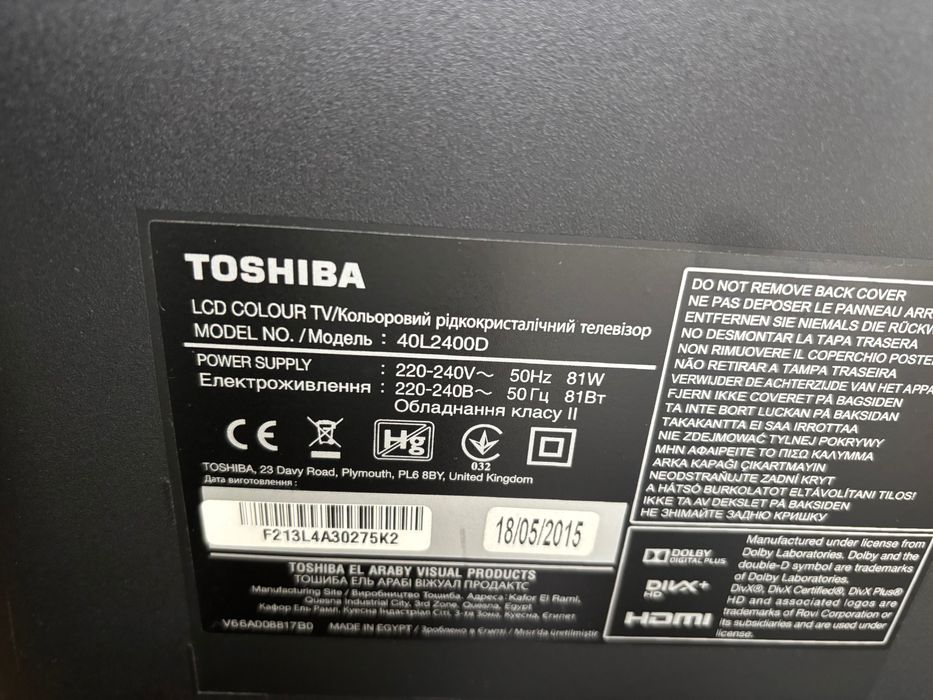 TOSHIBA
LCD COLOUR TV/Кольоровий рідкокристалічний телевізор
MODEL NO. /Модель : 40L2400D
POWER SUPPLY : 220-240V~ 50Hz 81W
Електроживлення : 220-240В~ 50Гц 81Вт
Обладнання класу II
CE
Hg
032
TOSHIBA, 23 Davy Road, Plymouth, PL6 8BY, United Kingdom
Дата виготовлення :
F213L4A30275K2
18/05/2015
TOSHIBA EL ARABY VISUAL PRODUCTS
ТОШИБА ЕЛЬ АРАБІ ВІЖУАЛ ПРОДАКТС
Manufacturing Site / Виробництво Тошиба. Адреса: Kafor El Raml,
Quesna Industrial City, 3rd Zone, Quesna, Egypt
Кафор Ель Рамл, Куесна Індастріал Сіті, 3-тя Зона, Куесна, Египет
V66A00881780 MADE IN EGYPT / Зроблено в Єгипті / Mısır'da üretilmiştir
DO NOT REMOVE BACK COVER
NE PAS DEPOSER LE PANNEAU ARR
ENTFERNEN SIE NIEMALS DIE RÜCKW
NO DESMONTAR LA TAPA TRASERA
NON RIMUOVERE IL COPERCHIO POSTE
NÃO RETIRAR A TAMPA TRASEIRA
VERWIJDER DE ACHTERZIJDE VAN HET APPA
FJERN IKKE COVERET PÅ BAGSIDEN
TA INTE BORT LUCKAN PÅ BAKSIDAN
TAKAKANTTA EI SAA IRROTTAA
NIE ZDEJMOWAĆ TYLNEJ POKRYWY
ΜΗΝ ΑΦΑΙΡΕΙΤΕ ΤΟ ΠΙΣΩ ΚΑΛΥΜΜΑ
ARKA KAPAĞI ÇIKARTMAYIN
NEODSTRAŇUJTE ZADNÍ KRYT
A HÁTSÓ BURKOLATOT ELTÁVOLÍTANI TILOS!
IKKE TA AV DEKSLET PÅ BAKSIDEN
НЕ ЗНІМАЙТЕ ЗАДНЮ КРИШКУ
DOLBY
DIGITAL PLUS
DIVX+
HD
HDMI
Manufactured under license from
Dolby Laboratories. Dolby and the
double-D symbol are trademarks
of Dolby Laboratories.
DivX®, DivX Certified®, DivX Plus®
HD and associated logos are
trademarks of Rovi Corporation or
its subsidiaries and are used under
license.